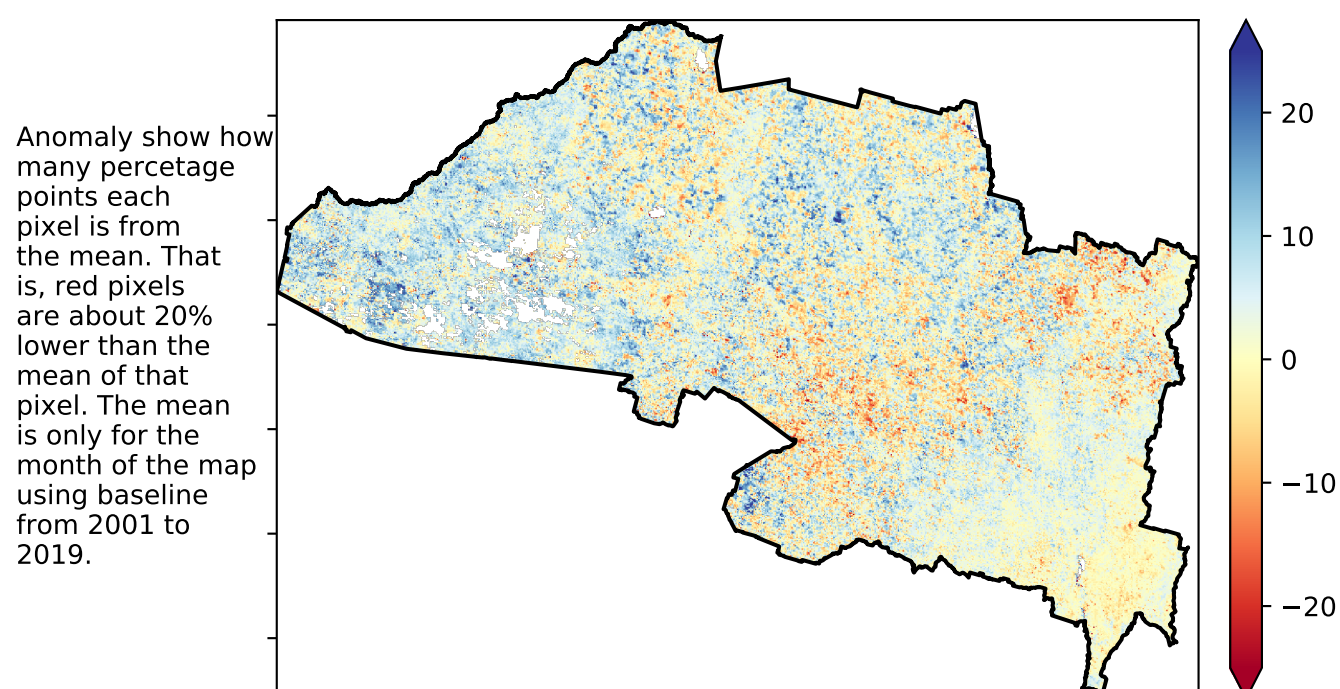 Anomaly show how
many percetage
points each
pixel is from
the mean. That
is, red pixels
are about 20%
lower than the
mean of that
pixel. The mean
is only for the
month of the map
using baseline
from 2001 to
2019.
20
10
0
−10
−20